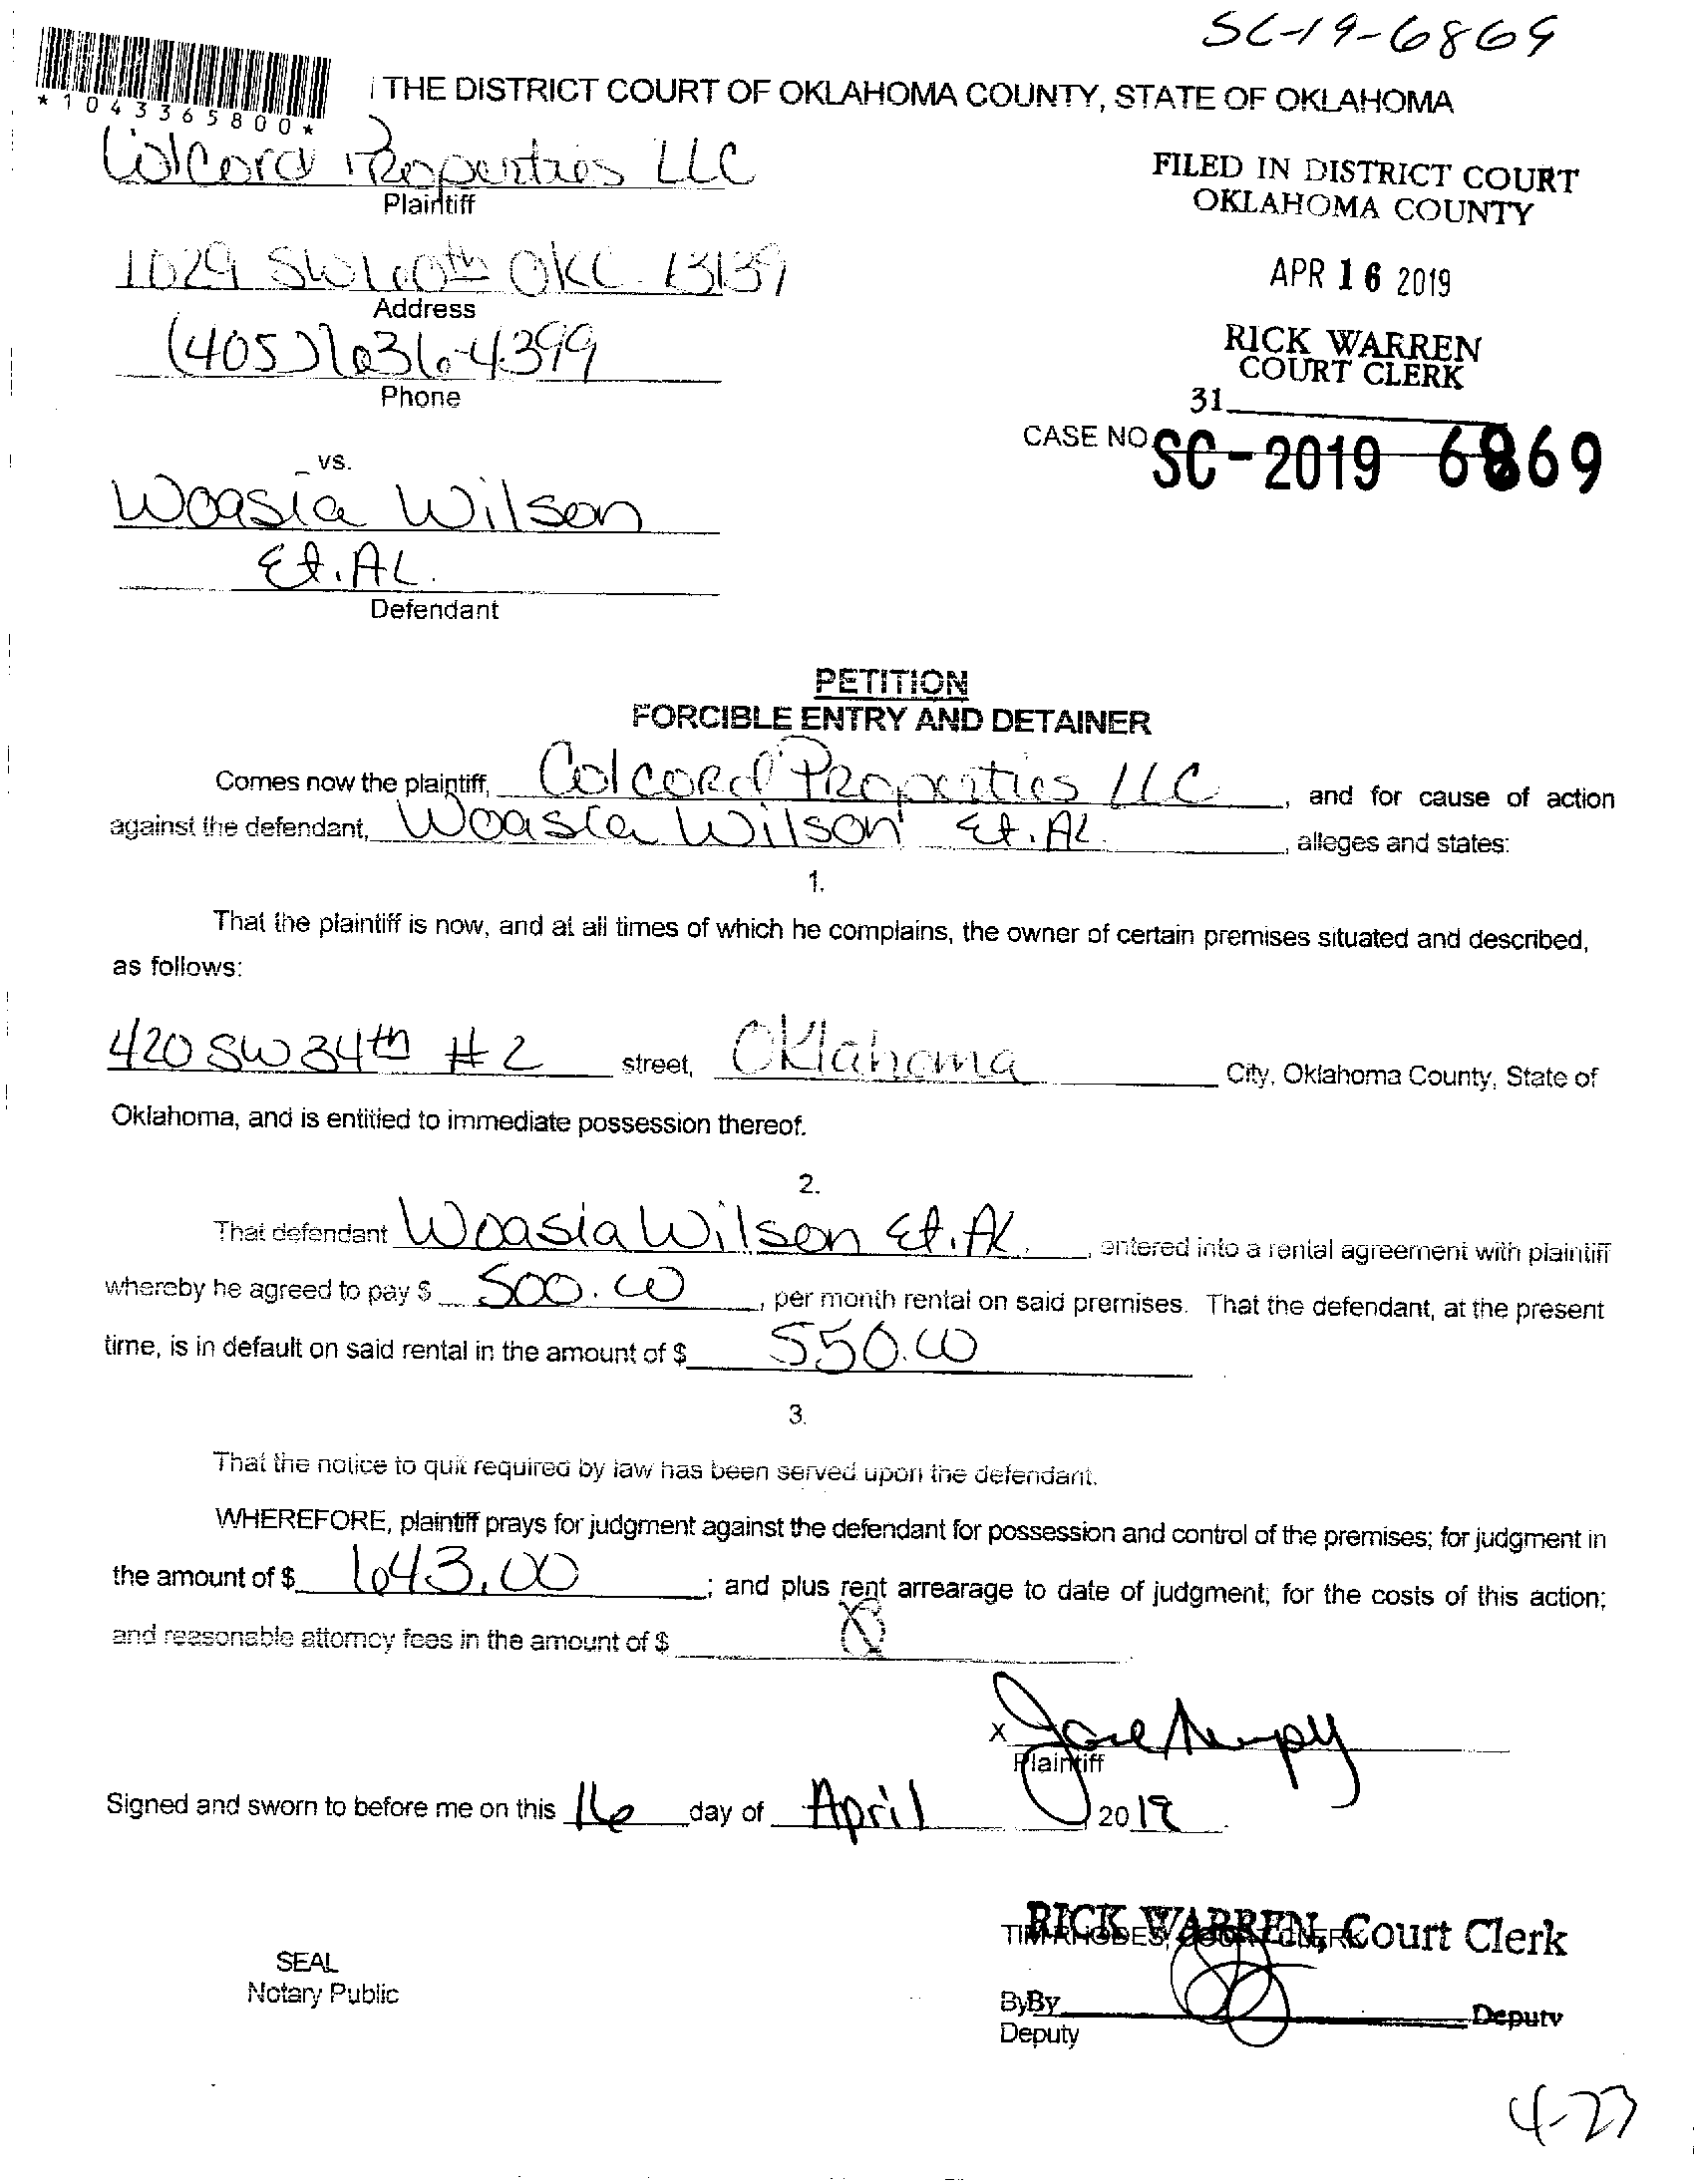 SC-19-6869
*1043365800*
THE DISTRICT COURT OF OKLAHOMA COUNTY, STATE OF OKLAHOMA
Colcord Properties LLC
Plaintiff
FILED IN DISTRICT COURT
OKLAHOMA COUNTY
1029 SW 60th OKC. 73139
Address
APR 16 2019
(405) 636-4399
Phone
RICK WARREN
COURT CLERK
31
CASE NO. SC-2019 6869
vs.
Woasia Wilson
Et. AL.
Defendant
PETITION
FORCIBLE ENTRY AND DETAINER
Comes now the plaintiff, Colcord Properties LLC, and for cause of action
against the defendant, Woasia Wilson Et. AL., alleges and states:
1.
That the plaintiff is now, and at all times of which he complains, the owner of certain premises situated and described,
as follows:
420 SW 34th #2 street, Oklahoma City, Oklahoma County, State of
Oklahoma, and is entitled to immediate possession thereof.
2.
That defendant Woasia Wilson Et. AL., entered into a rental agreement with plaintiff
whereby he agreed to pay $ 500.00, per month rental on said premises. That the defendant, at the present
time, is in default on said rental in the amount of $ 550.00
3.
That the notice to quit required by law has been served upon the defendant.
WHEREFORE, plaintiff prays for judgment against the defendant for possession and control of the premises; for judgment in
the amount of $ 643.00; and plus rent arrearage to date of judgment; for the costs of this action;
and reasonable attorney fees in the amount of $
X
Plaintiff
Signed and sworn to before me on this 16 day of April, 2019
RICK WARREN, Court Clerk
TIM RHODES, COURT CLERK
SEAL
Notary Public
By By Deputy
Deputy
4-23